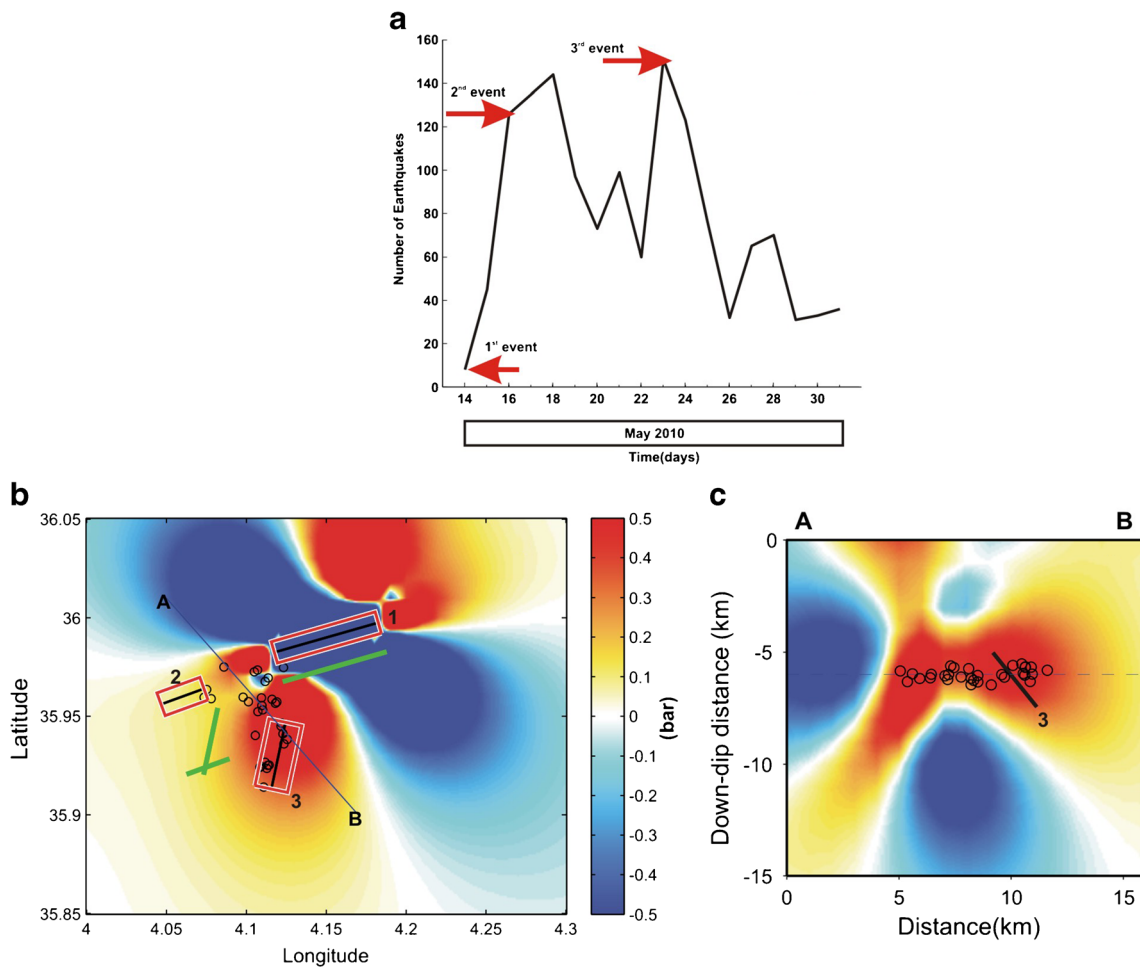 a
160
140
120
100
80
60
40
20
0
Number of Earthquakes
3rd event
2nd event
1st event
14 16 18 20 22 24 26 28 30
May 2010
Time(days)
b
36.05
36
35.95
35.9
35.85
Latitude
A
1
2
3
B
4 4.05 4.1 4.15 4.2 4.25 4.3
Longitude
0.5
0.4
0.3
0.2
0.1
0
-0.1
-0.2
-0.3
-0.4
-0.5
(bar)
c
A B
0
-5
-10
-15
Down-dip distance (km)
3
0 5 10 15
Distance(km)